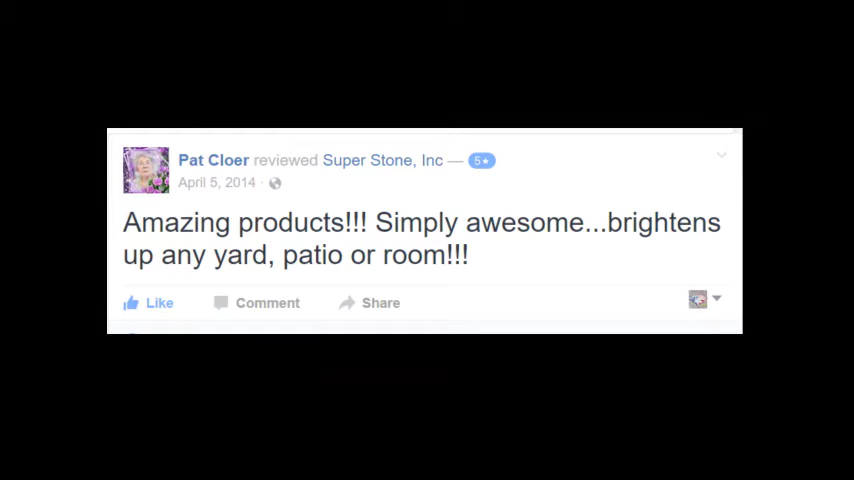 Pat Cloer reviewed Super Stone, Inc — 5★
April 5, 2014 ·
Amazing products!!! Simply awesome...brightens
up any yard, patio or room!!!
Like Comment Share